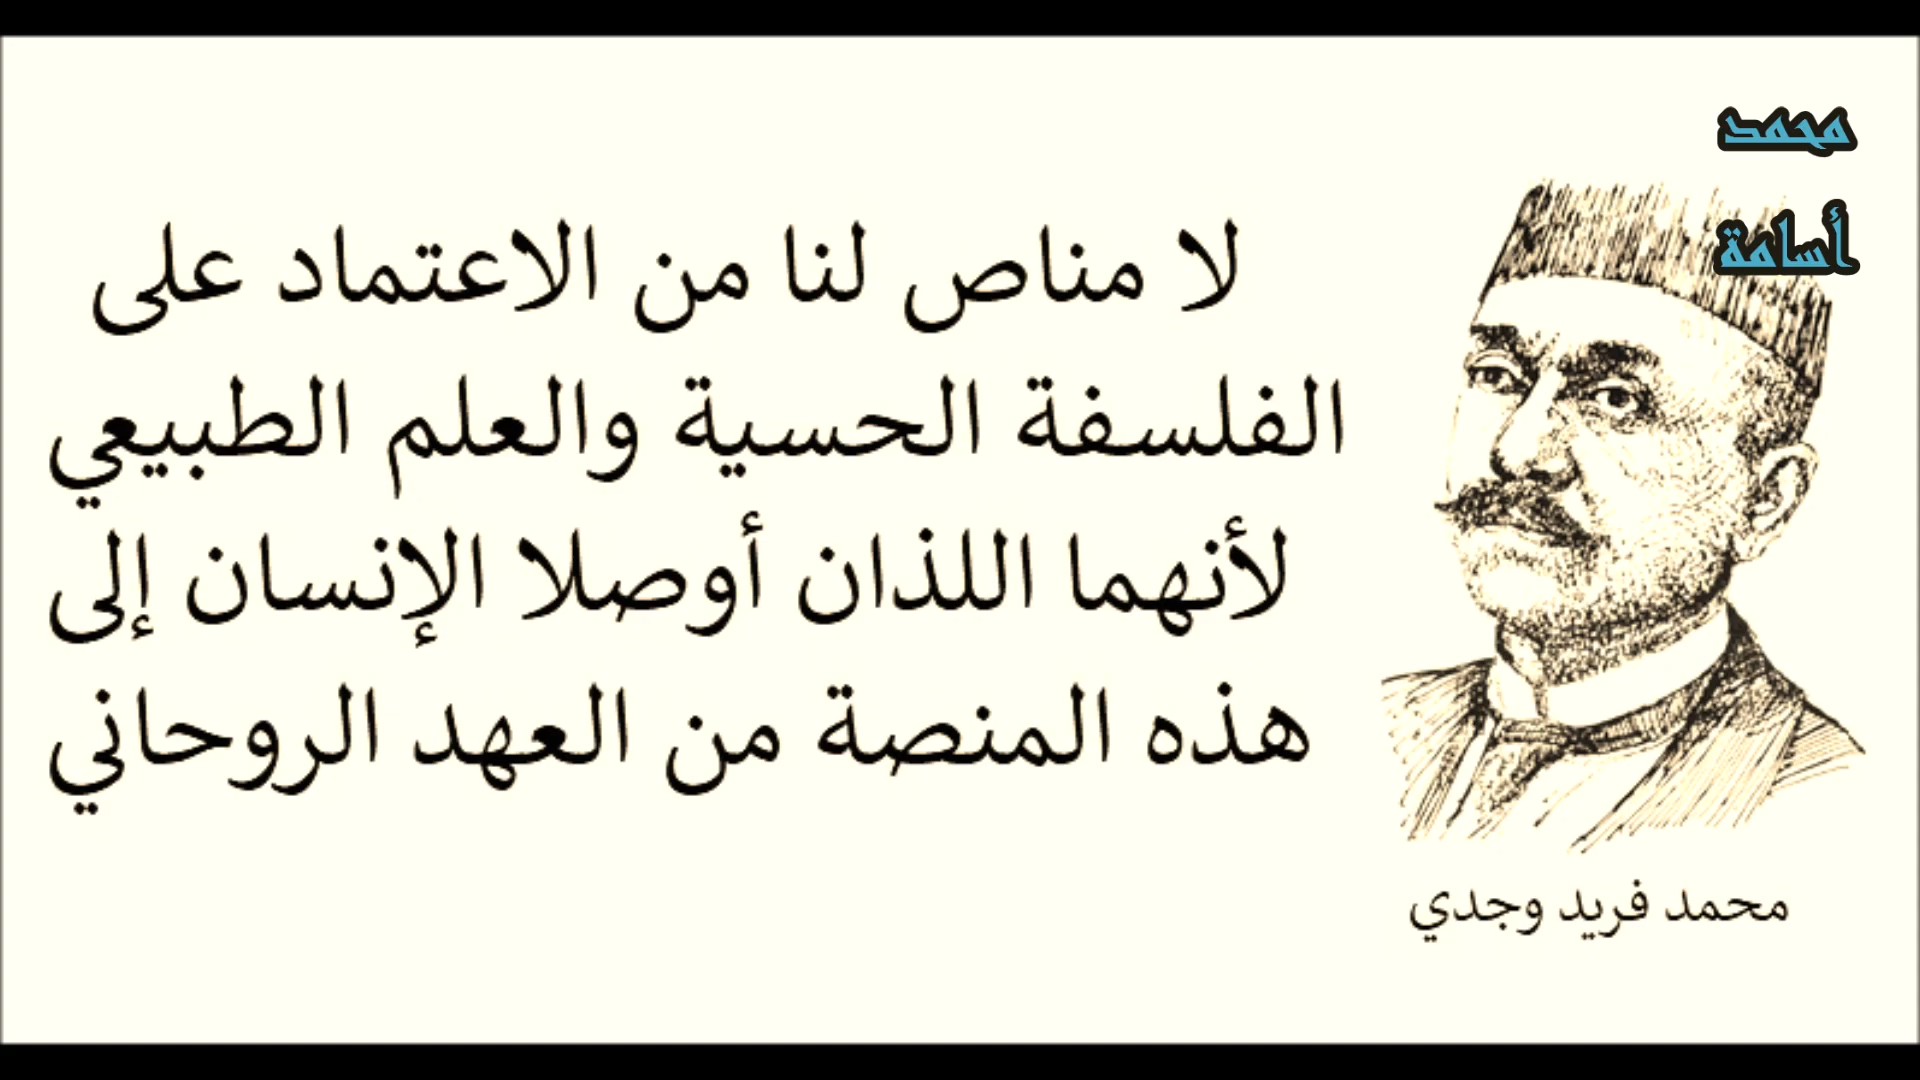 محمد
أسامة
لا مناص لنا من الاعتماد على
الفلسفة الحسية والعلم الطبيعي
لأنهما اللذان أوصلا الإنسان إلى
هذه المنصة من العهد الروحاني
محمد فريد وجدي